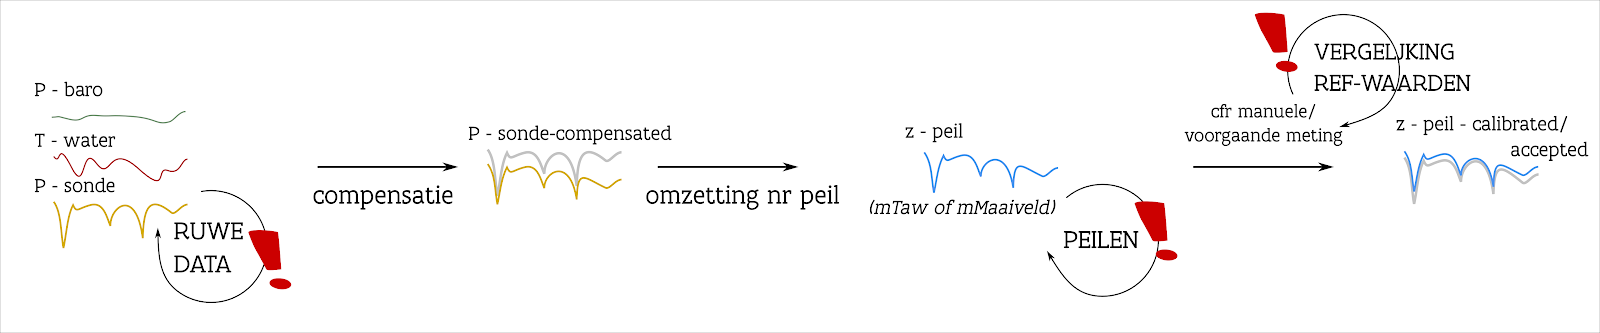 P - baro
T - water
P - sonde
RUWE
DATA
compensatie
P - sonde-compensated
omzetting nr peil
z - peil
(mTaw of mMaaiveld)
PEILEN
VERGELJKING
REF-WAARDEN
cfr manuele/
voorgaande meting
z - peil - calibrated/
accepted